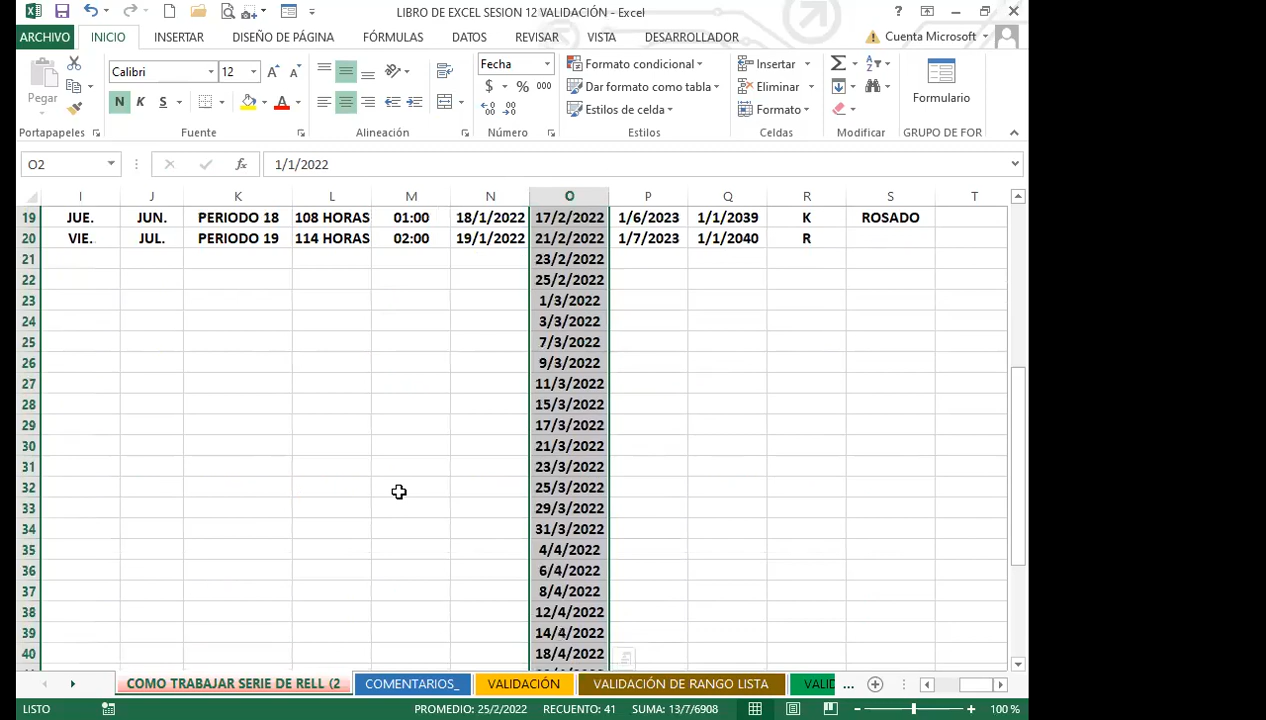 LIBRO DE EXCEL SESION 12 VALIDACIÓN - Excel
ARCHIVO INICIO INSERTAR DISEÑO DE PÁGINA FÓRMULAS DATOS REVISAR VISTA DESARROLLADOR Cuenta Microsoft
Pegar
Calibri 12
N K S
Fecha
$ % 000
Formato condicional
Dar formato como tabla
Estilos de celda
Insertar
Eliminar
Formato
Formulario
Portapapeles Fuente Alineación Número Estilos Celdas Modificar GRUPO DE FOR
O2 fx 1/1/2022
I J K L M N O P Q R S T
19 JUE. JUN. PERIODO 18 108 HORAS 01:00 18/1/2022 17/2/2022 1/6/2023 1/1/2039 K ROSADO
20 VIE. JUL. PERIODO 19 114 HORAS 02:00 19/1/2022 21/2/2022 1/7/2023 1/1/2040 R
21 23/2/2022
22 25/2/2022
23 1/3/2022
24 3/3/2022
25 7/3/2022
26 9/3/2022
27 11/3/2022
28 15/3/2022
29 17/3/2022
30 21/3/2022
31 23/3/2022
32 25/3/2022
33 29/3/2022
34 31/3/2022
35 4/4/2022
36 6/4/2022
37 8/4/2022
38 12/4/2022
39 14/4/2022
40 18/4/2022
COMO TRABAJAR SERIE DE RELL (2 COMENTARIOS_ VALIDACIÓN VALIDACIÓN DE RANGO LISTA VALID ...
LISTO PROMEDIO: 25/2/2022 RECUENTO: 41 SUMA: 13/7/6908 100 %